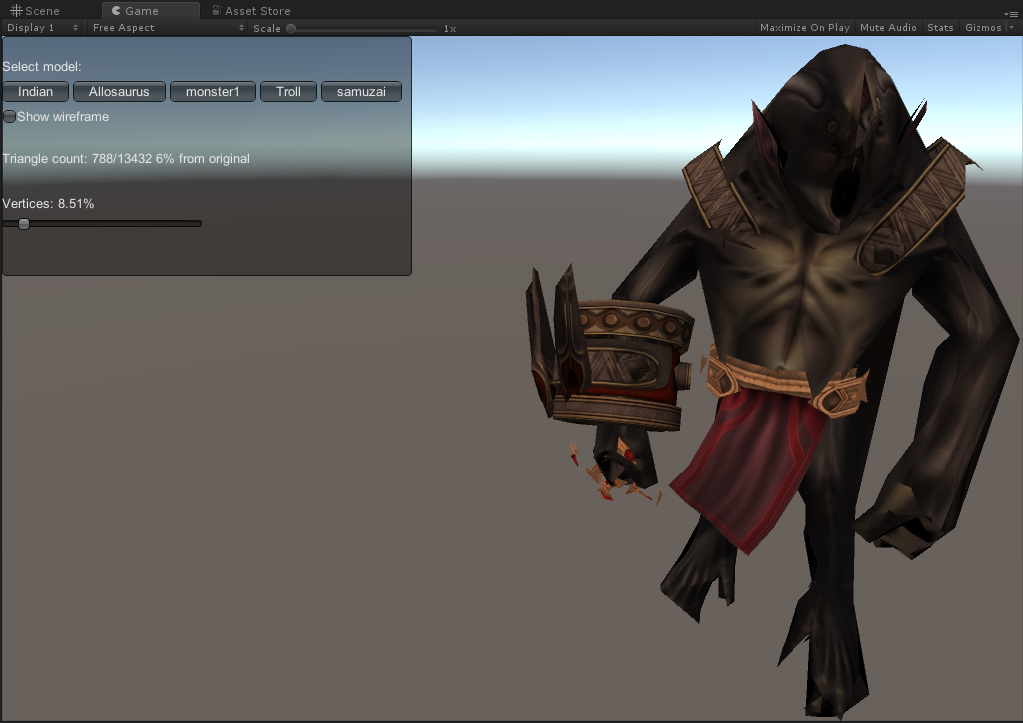 Scene Game Asset Store
Display 1 Free Aspect Scale 1x Maximize On Play Mute Audio Stats Gizmos
Select model:
Indian Allosaurus monster1 Troll samuzai
Show wireframe
Triangle count: 788/13432 6% from original
Vertices: 8.51%